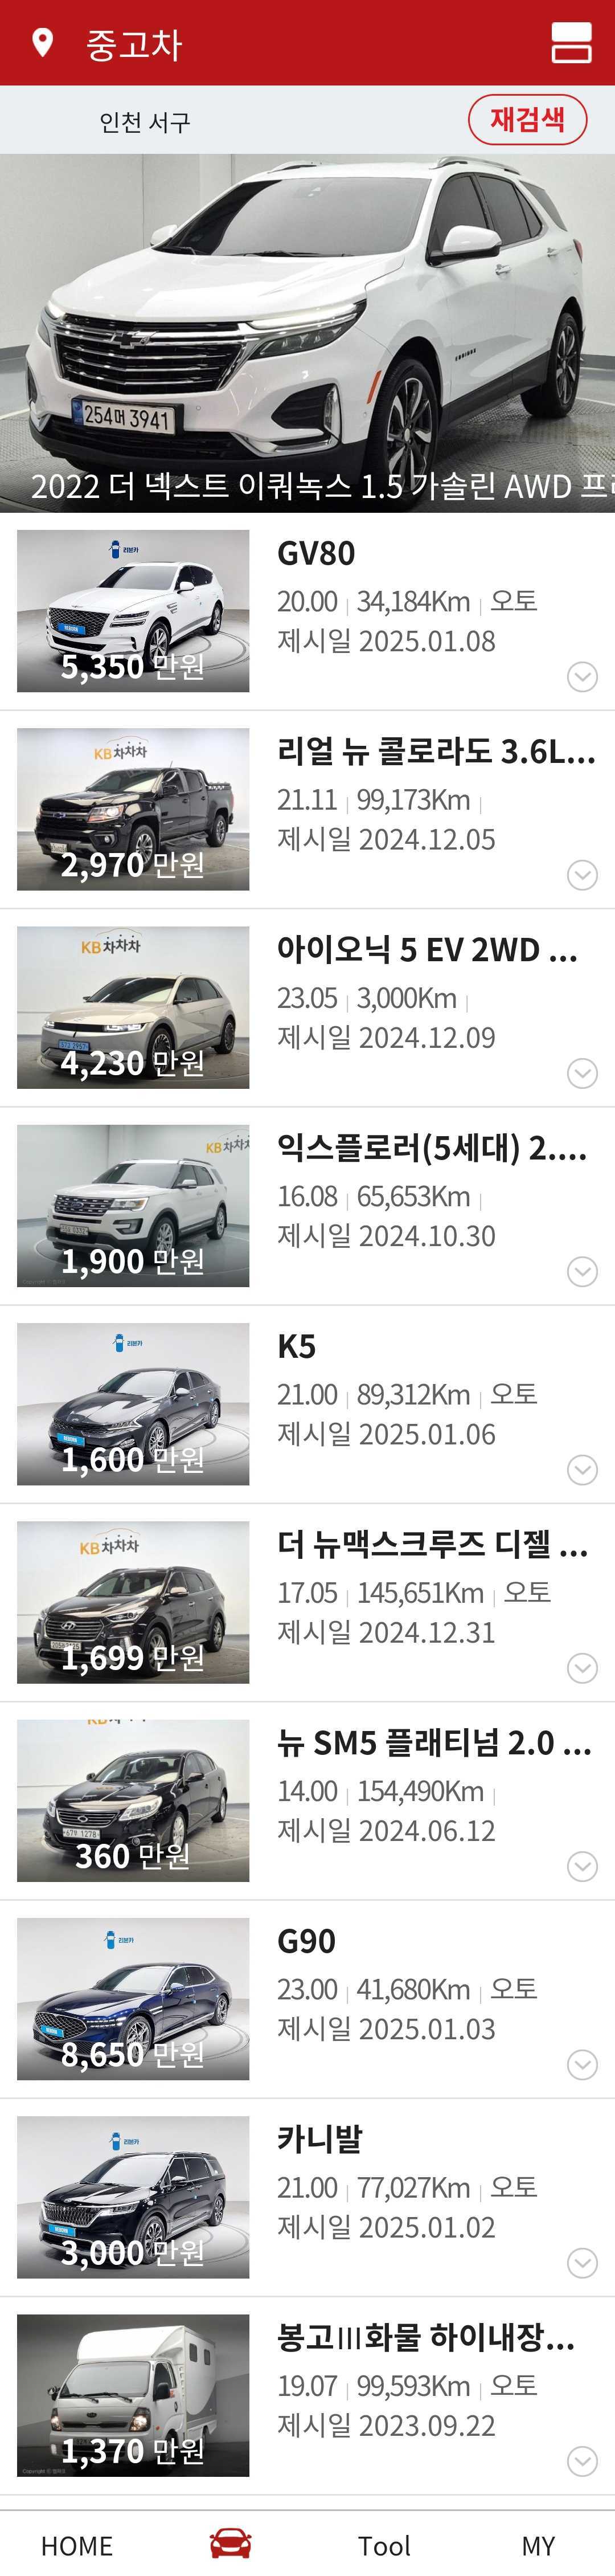 중고차
인천 서구
재검색
254머 3941
2022 더 넥스트 이쿼녹스 1.5 가솔린 AWD 프
리본카
5,350 만원
GV80
20.00 | 34,184Km | 오토
제시일 2025.01.08
KB차차차
2,970 만원
리얼 뉴 콜로라도 3.6L...
21.11 | 99,173Km |
제시일 2024.12.05
KB차차차
4,230 만원
아이오닉 5 EV 2WD ...
23.05 | 3,000Km |
제시일 2024.12.09
KB차차차
1,900 만원
익스플로러(5세대) 2....
16.08 | 65,653Km |
제시일 2024.10.30
리본카
1,600 만원
K5
21.00 | 89,312Km | 오토
제시일 2025.01.06
KB차차차
1,699 만원
더 뉴맥스크루즈 디젤 ...
17.05 | 145,651Km | 오토
제시일 2024.12.31
67거 1278
360 만원
뉴 SM5 플래티넘 2.0 ...
14.00 | 154,490Km |
제시일 2024.06.12
리본카
8,650 만원
G90
23.00 | 41,680Km | 오토
제시일 2025.01.03
리본카
3,000 만원
카니발
21.00 | 77,027Km | 오토
제시일 2025.01.02
1,370 만원
봉고Ⅲ화물 하이내장...
19.07 | 99,593Km | 오토
제시일 2023.09.22
HOME
Tool
MY